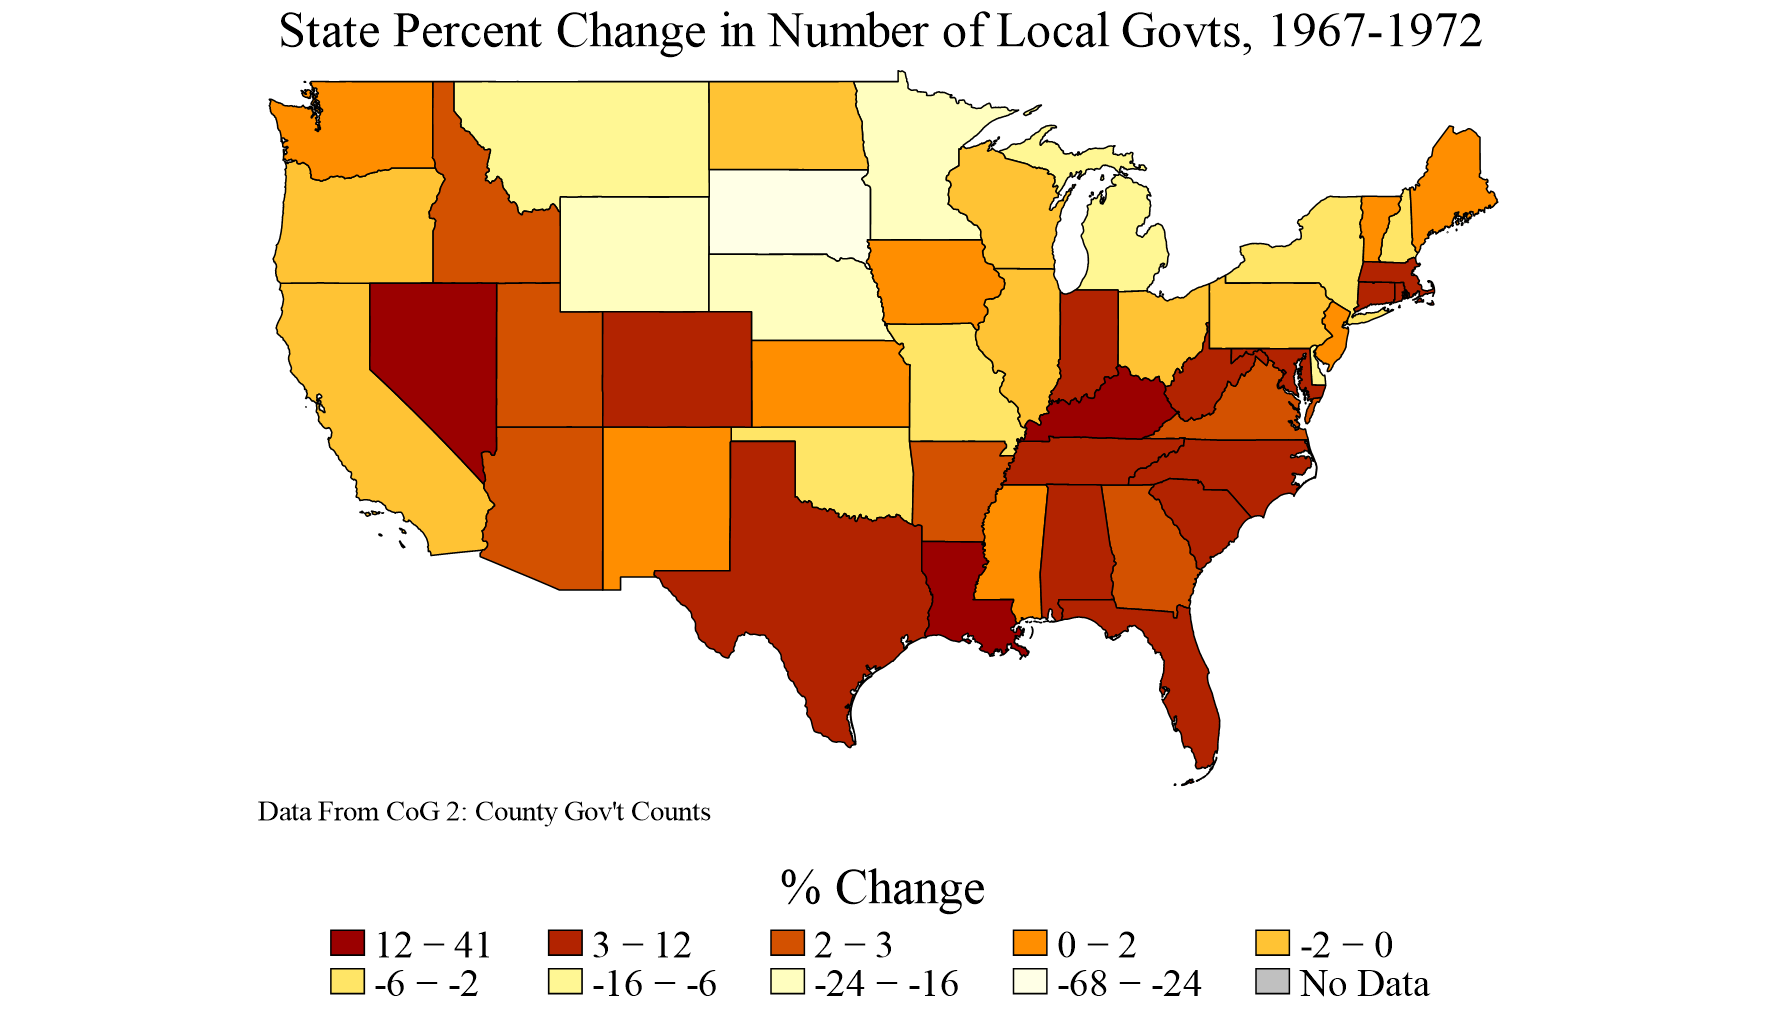 State Percent Change in Number of Local Govts, 1967-1972
Data From CoG 2: County Gov't Counts
% Change
12 − 41 3 − 12 2 − 3 0 − 2 -2 − 0
-6 − -2 -16 − -6 -24 − -16 -68 − -24 No Data